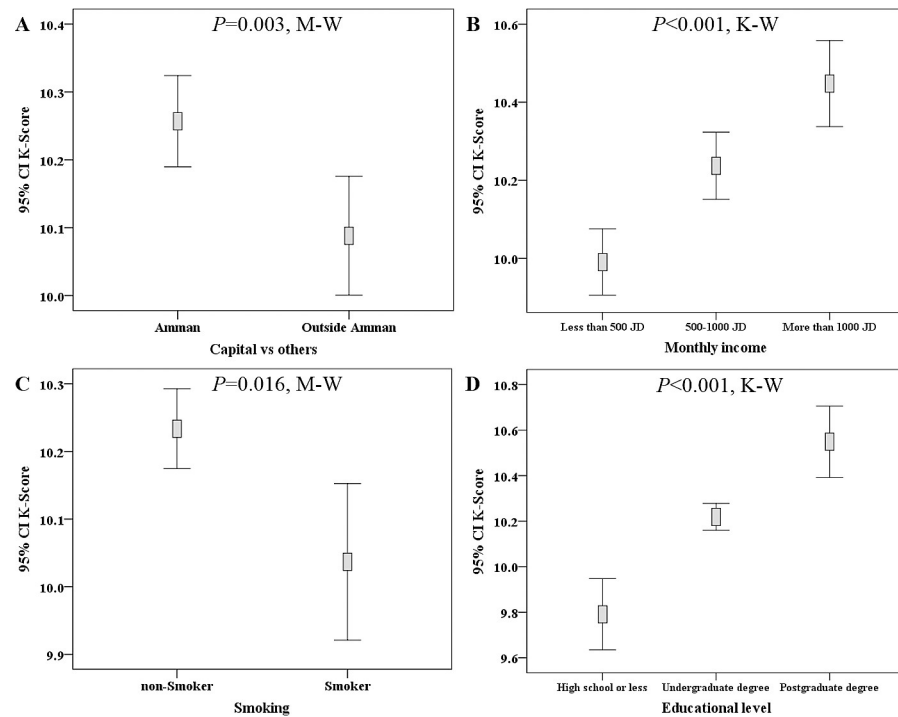 A
P=0.003, M-W
95% CI K-Score
10.4
10.3
10.2
10.1
10.0
Amman
Outside Amman
Capital vs others
B
P<0.001, K-W
95% CI K-Score
10.6
10.4
10.2
10.0
Less than 500 JD
500-1000 JD
More than 1000 JD
Monthly income
C
P=0.016, M-W
95% CI K-Score
10.3
10.2
10.1
10.0
9.9
non-Smoker
Smoker
Smoking
D
P<0.001, K-W
95% CI K-Score
10.8
10.6
10.4
10.2
10.0
9.8
9.6
High school or less
Undergraduate degree
Postgraduate degree
Educational level